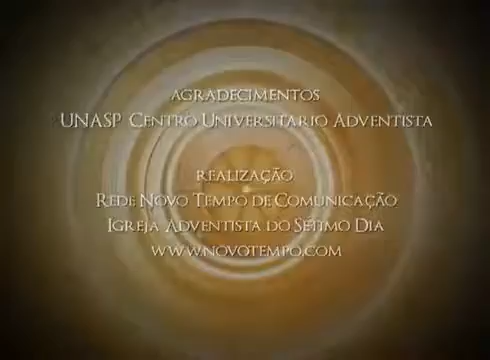 AGRADECIMENTOS
UNASP CENTRO UNIVERSITARIO ADVENTISTA
REALIZAÇÃO
REDE NOVO TEMPO DE COMUNICAÇÃO
IGREJA ADVENTISTA DO SÉTIMO DIA
WWW.NOVOTEMPO.COM